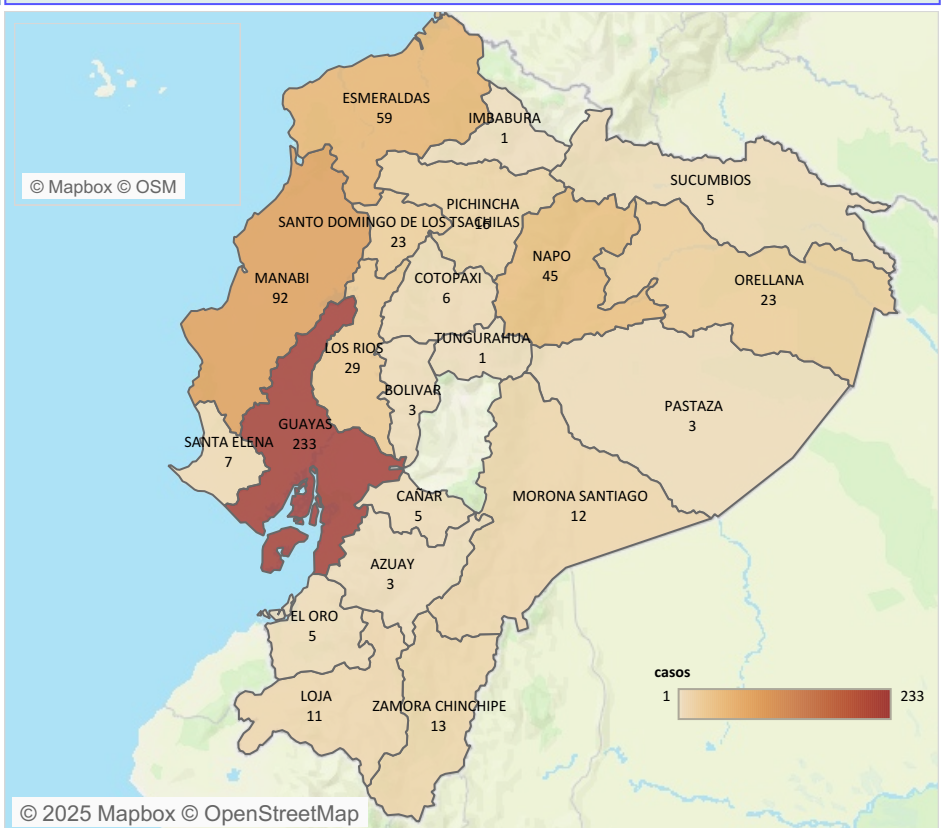 ESMERALDAS
59
IMBABURA
1
© Mapbox © OSM
SUCUMBIOS
5
PICHINCHA
16
SANTO DOMINGO DE LOS TSACHILAS
23
NAPO
45
MANABI
92
COTOPAXI
6
ORELLANA
23
TUNGURAHUA
1
LOS RIOS
29
BOLIVAR
3
PASTAZA
3
GUAYAS
233
SANTA ELENA
7
CAÑAR
5
MORONA SANTIAGO
12
AZUAY
3
EL ORO
5
casos
1 233
LOJA
11
ZAMORA CHINCHIPE
13
© 2025 Mapbox © OpenStreetMap